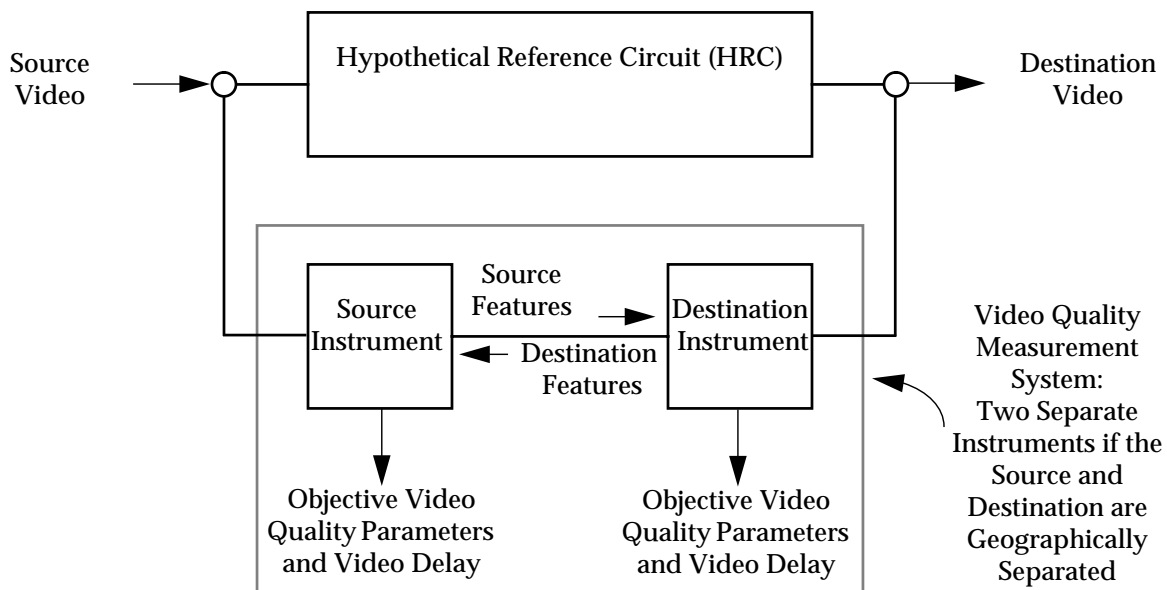 Hypothetical Reference Circuit (HRC)
Source
Video
Destination
Video
Source
Features
Source
Instrument
Destination
Instrument
Destination
Features
Video Quality
Measurement
System:
Two Separate
Instruments if the
Source and
Destination are
Geographically
Separated
Objective Video
Quality Parameters
and Video Delay
Objective Video
Quality Parameters
and Video Delay